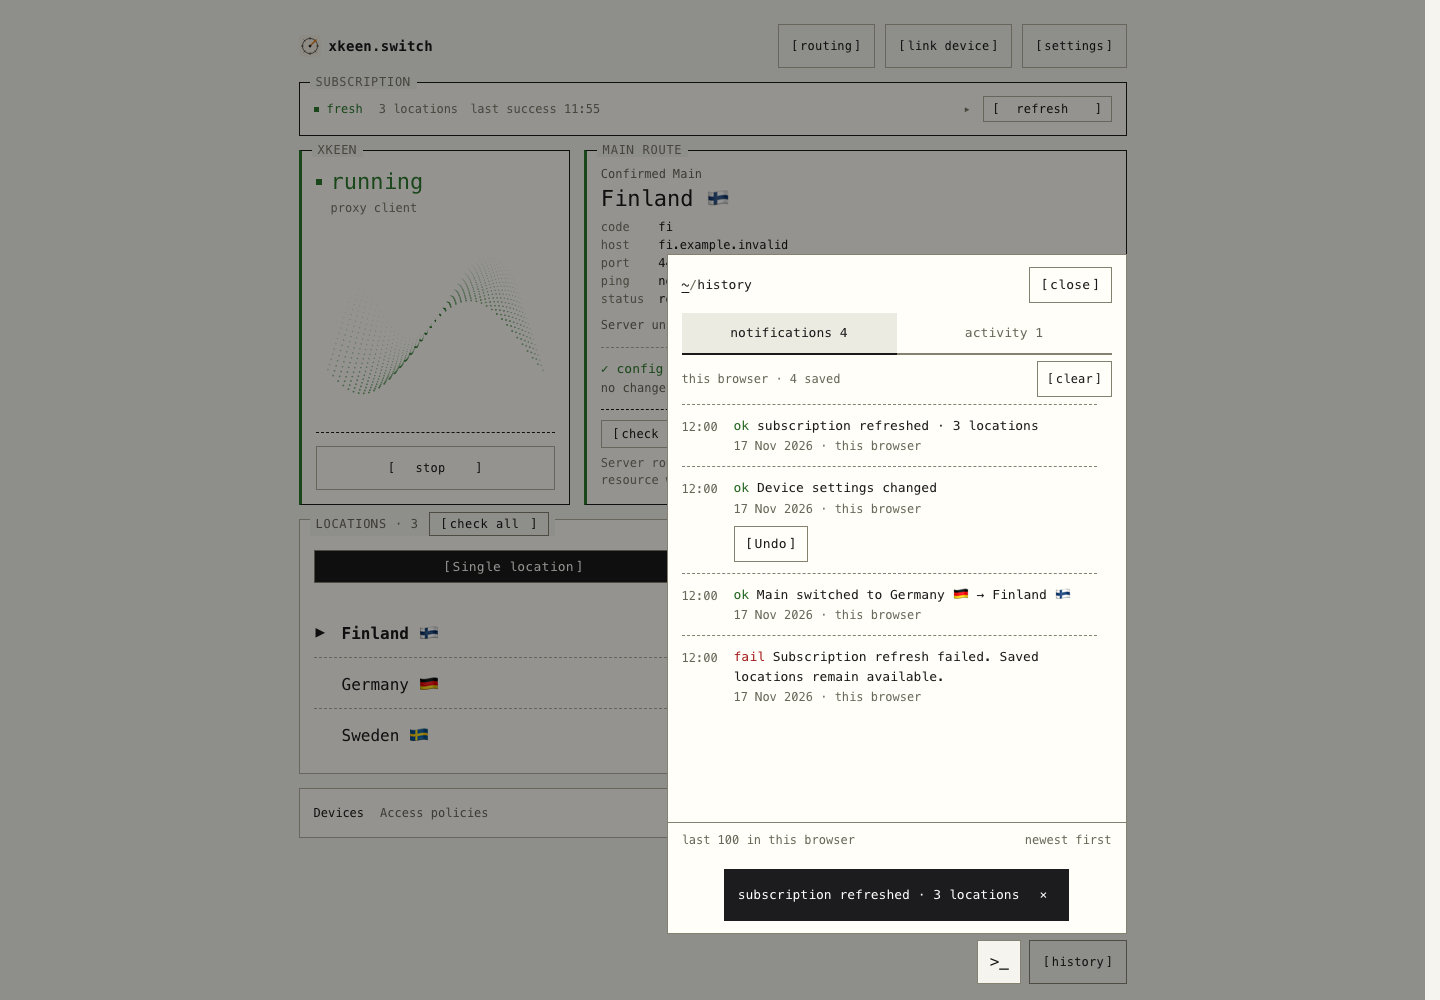 xkeen.switch
[routing]
[link device]
[settings]
SUBSCRIPTION
fresh 3 locations last success 11:55
▸ [ refresh ]
XKEEN
running
proxy client
[ stop ]
MAIN ROUTE
Confirmed Main
Finland
code fi
host fi.example.invalid
port
ping
status
Server un
✓ config
no change
[check
Server ro
resource
LOCATIONS · 3 [check all ]
[Single location]
▶ Finland
Germany
Sweden
Devices Access policies
~/history
[close]
notifications 4
activity 1
this browser · 4 saved
[clear]
12:00 ok subscription refreshed · 3 locations
17 Nov 2026 · this browser
12:00 ok Device settings changed
17 Nov 2026 · this browser
[Undo]
12:00 ok Main switched to Germany 🇩🇪 → Finland 🇫🇮
17 Nov 2026 · this browser
12:00 fail Subscription refresh failed. Saved
locations remain available.
17 Nov 2026 · this browser
last 100 in this browser
newest first
subscription refreshed · 3 locations ×
>_
[history]